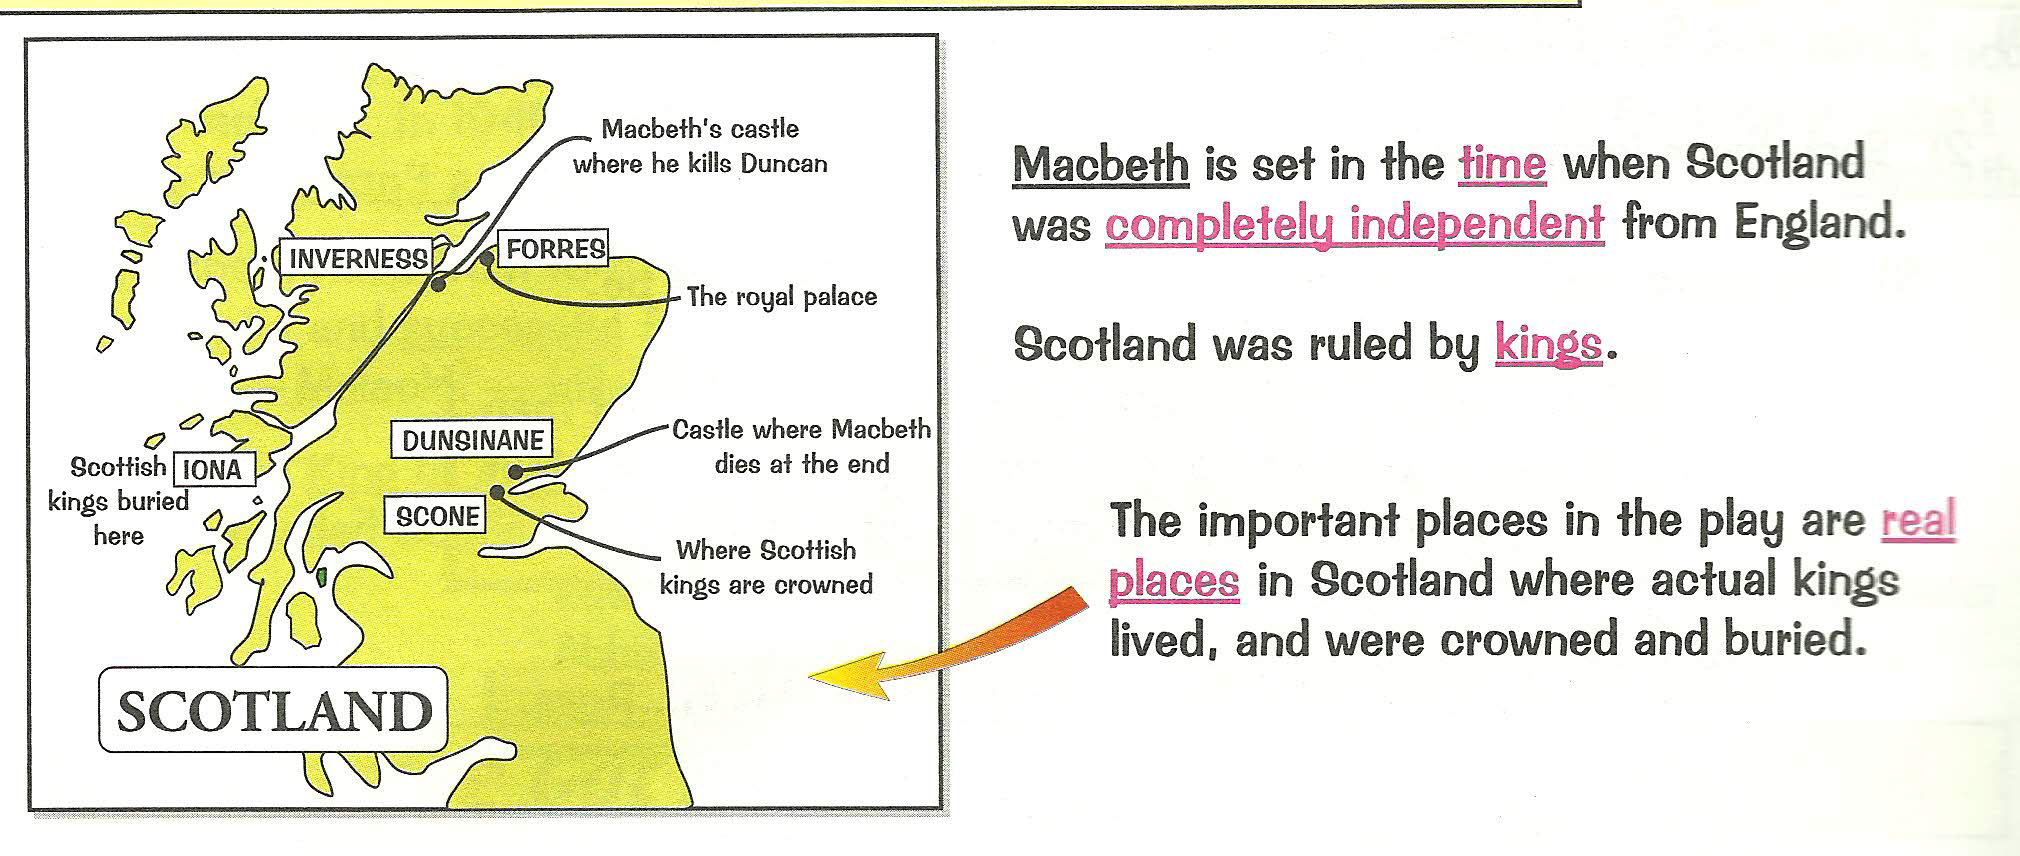 Macbeth's castle
where he kills Duncan
INVERNESS
FORRES
The royal palace
DUNSINANE
Castle where Macbeth
dies at the end
Scottish
kings buried
here
IONA
SCONE
Where Scottish
kings are crowned
SCOTLAND
Macbeth is set in the time when Scotland
was completely independent from England.
Scotland was ruled by kings.
The important places in the play are real
places in Scotland where actual kings
lived, and were crowned and buried.